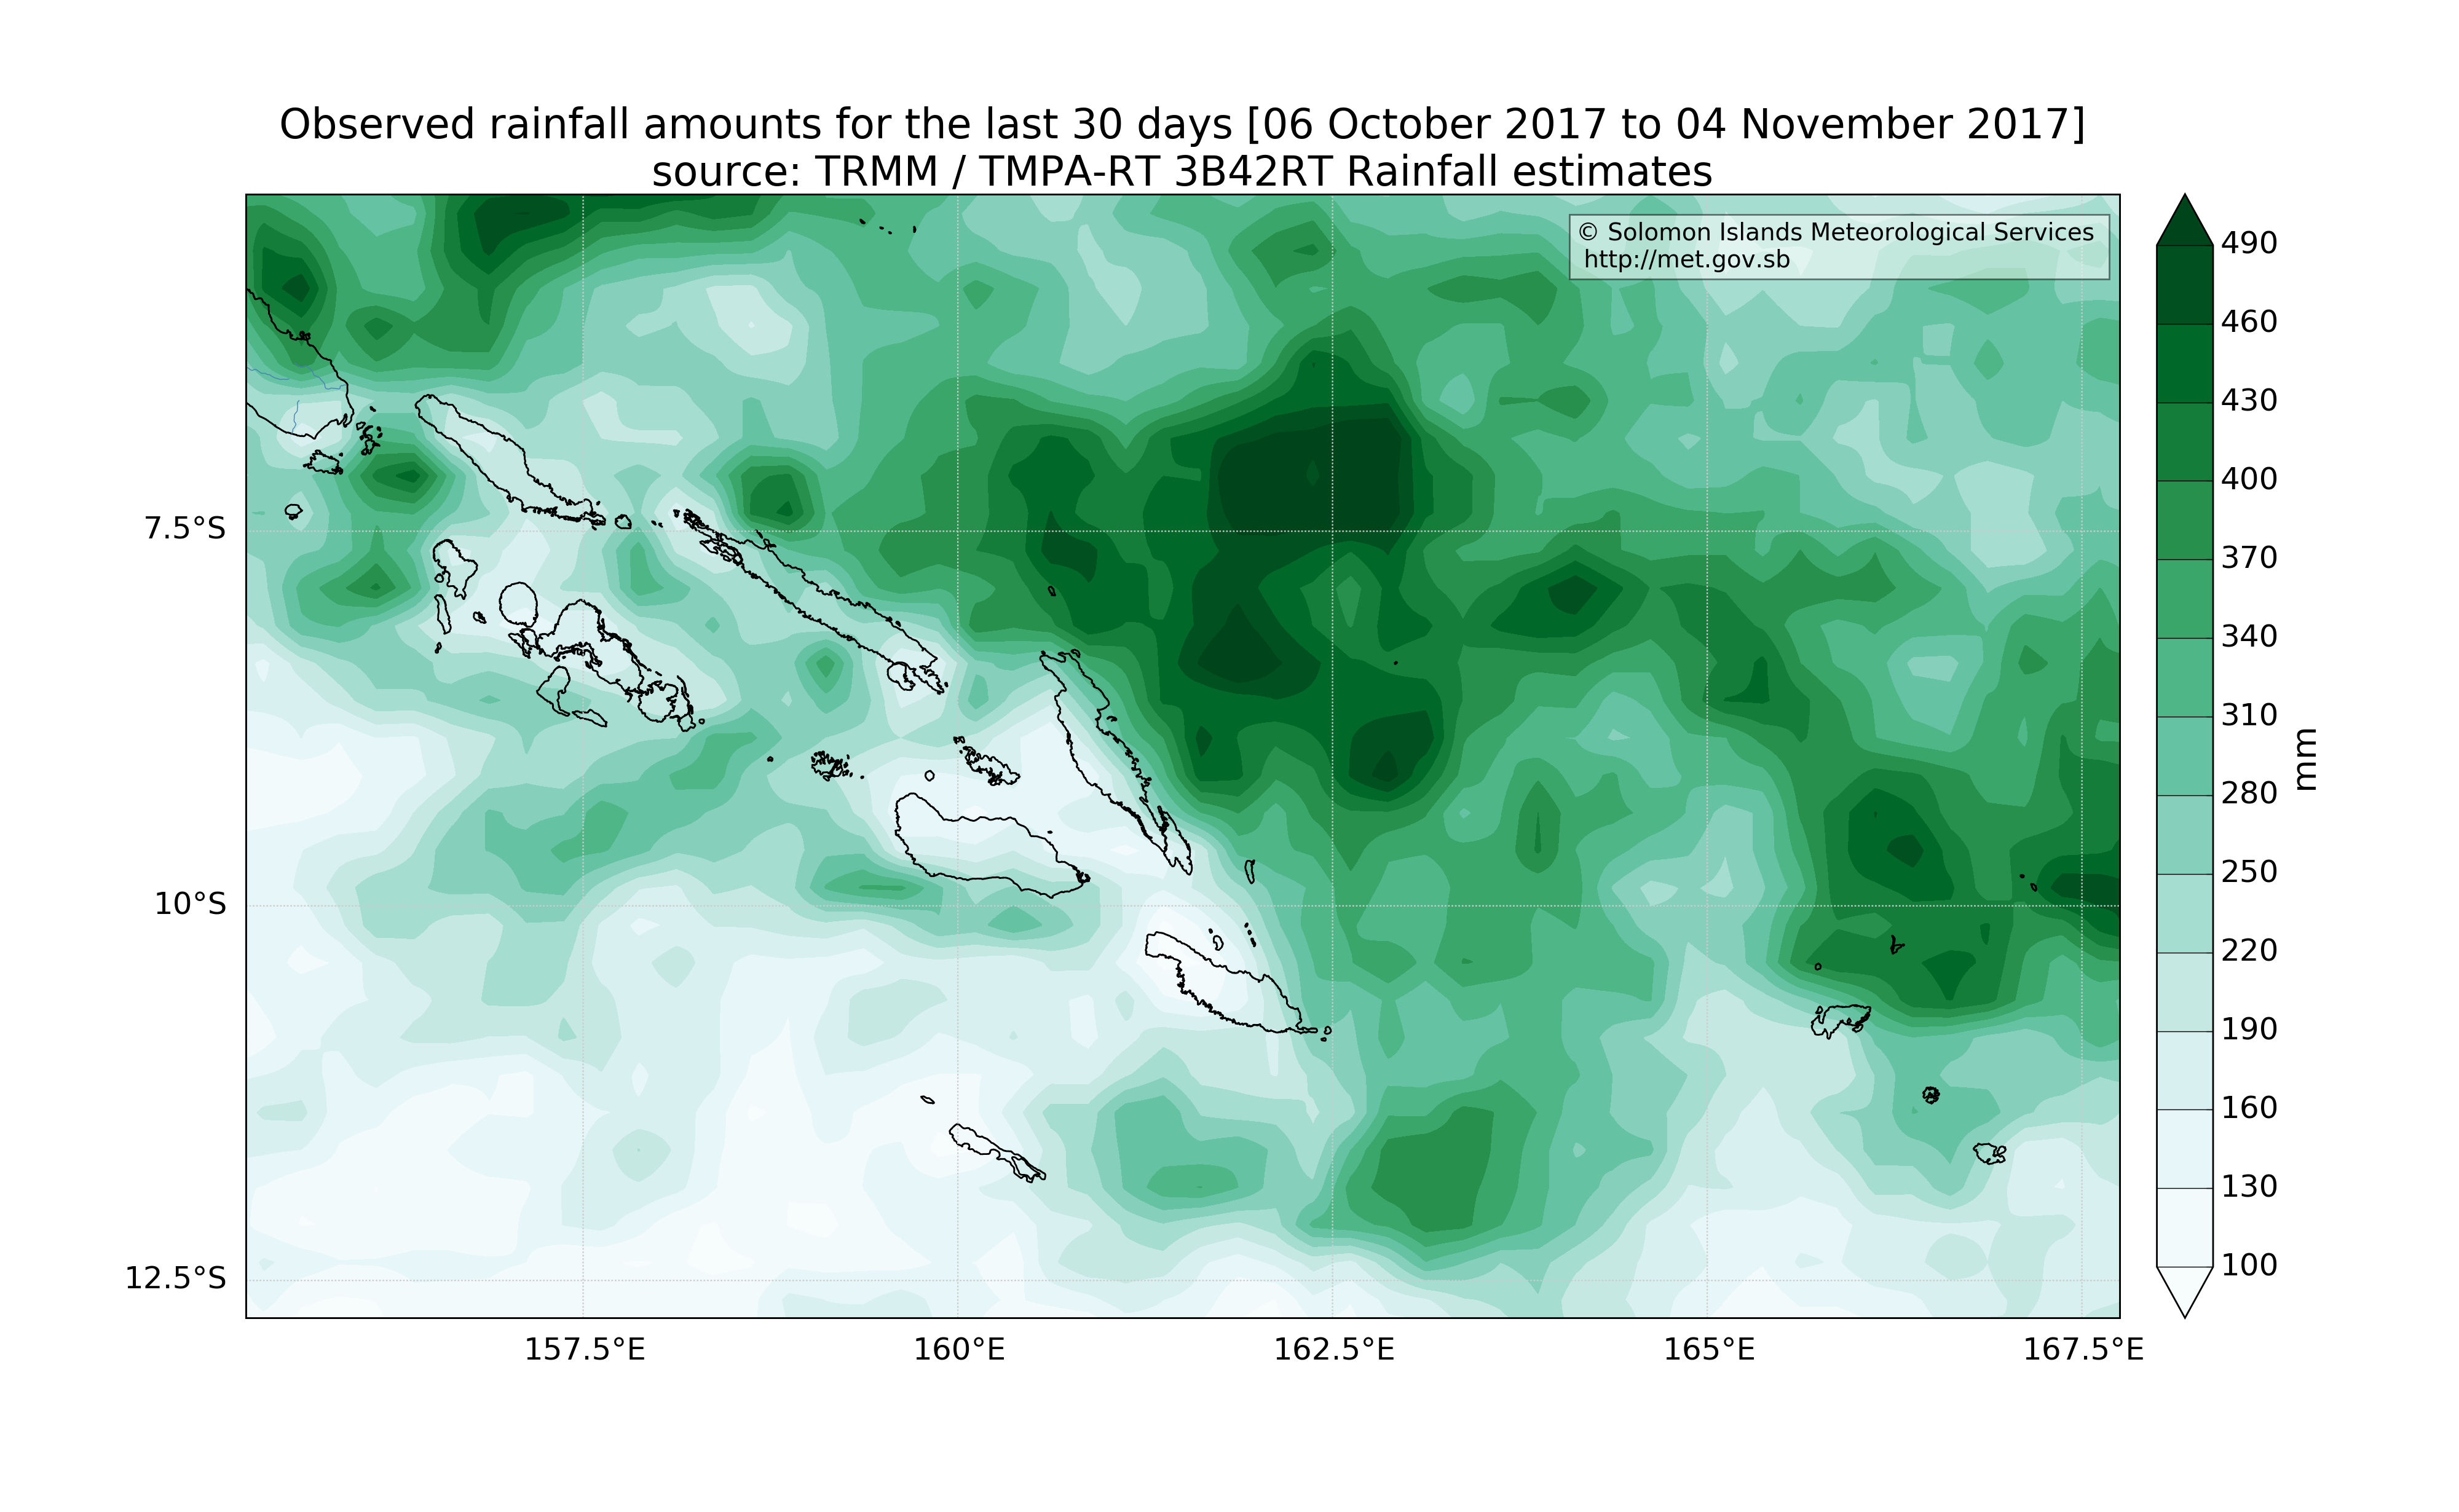 Observed rainfall amounts for the last 30 days [06 October 2017 to 04 November 2017]
source: TRMM / TMPA-RT 3B42RT Rainfall estimates
© Solomon Islands Meteorological Services
http://met.gov.sb
490
460
430
400
370
340
310
280
250
220
190
160
130
100
mm
7.5°S
10°S
12.5°S
157.5°E
160°E
162.5°E
165°E
167.5°E